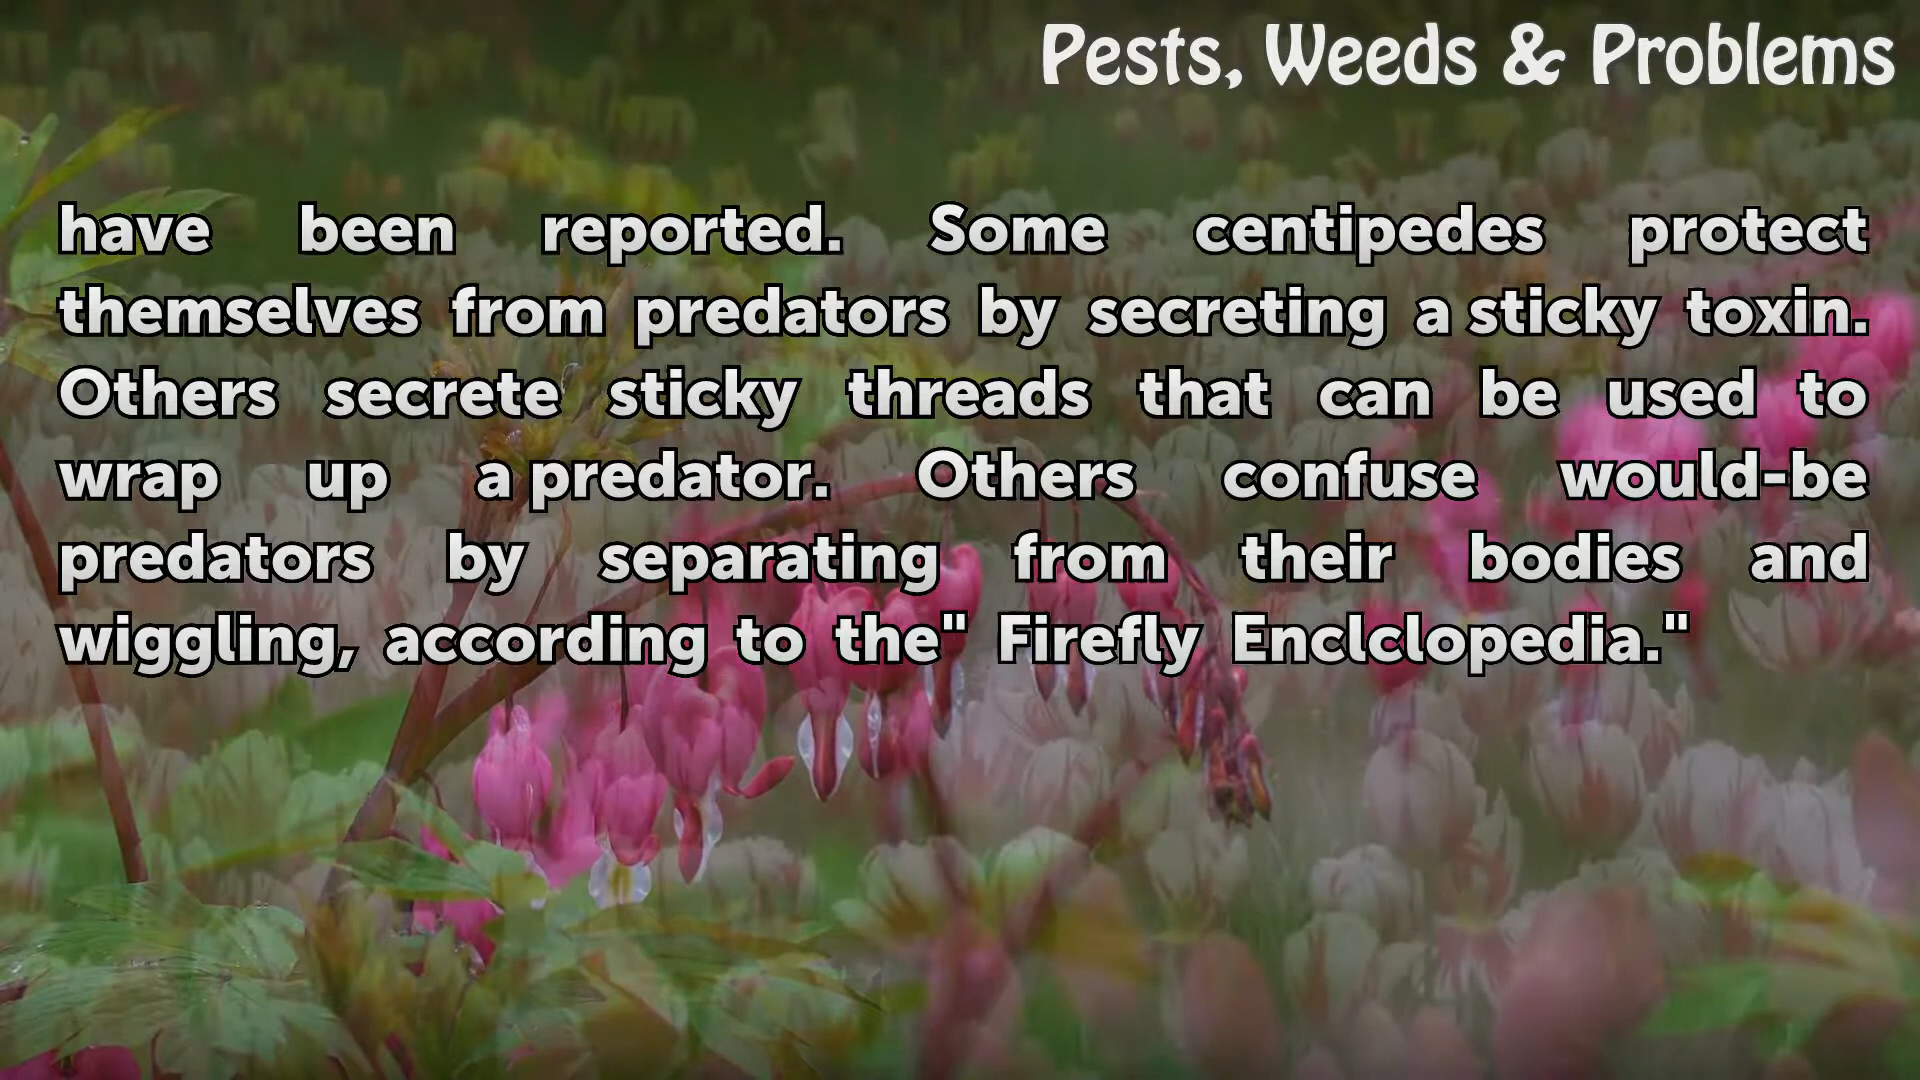 Pests, Weeds & Problems
have been reported. Some centipedes protect
themselves from predators by secreting a sticky toxin.
Others secrete sticky threads that can be used to
wrap up a predator. Others confuse would-be
predators by separating from their bodies and
wiggling, according to the" Firefly Enclclopedia."